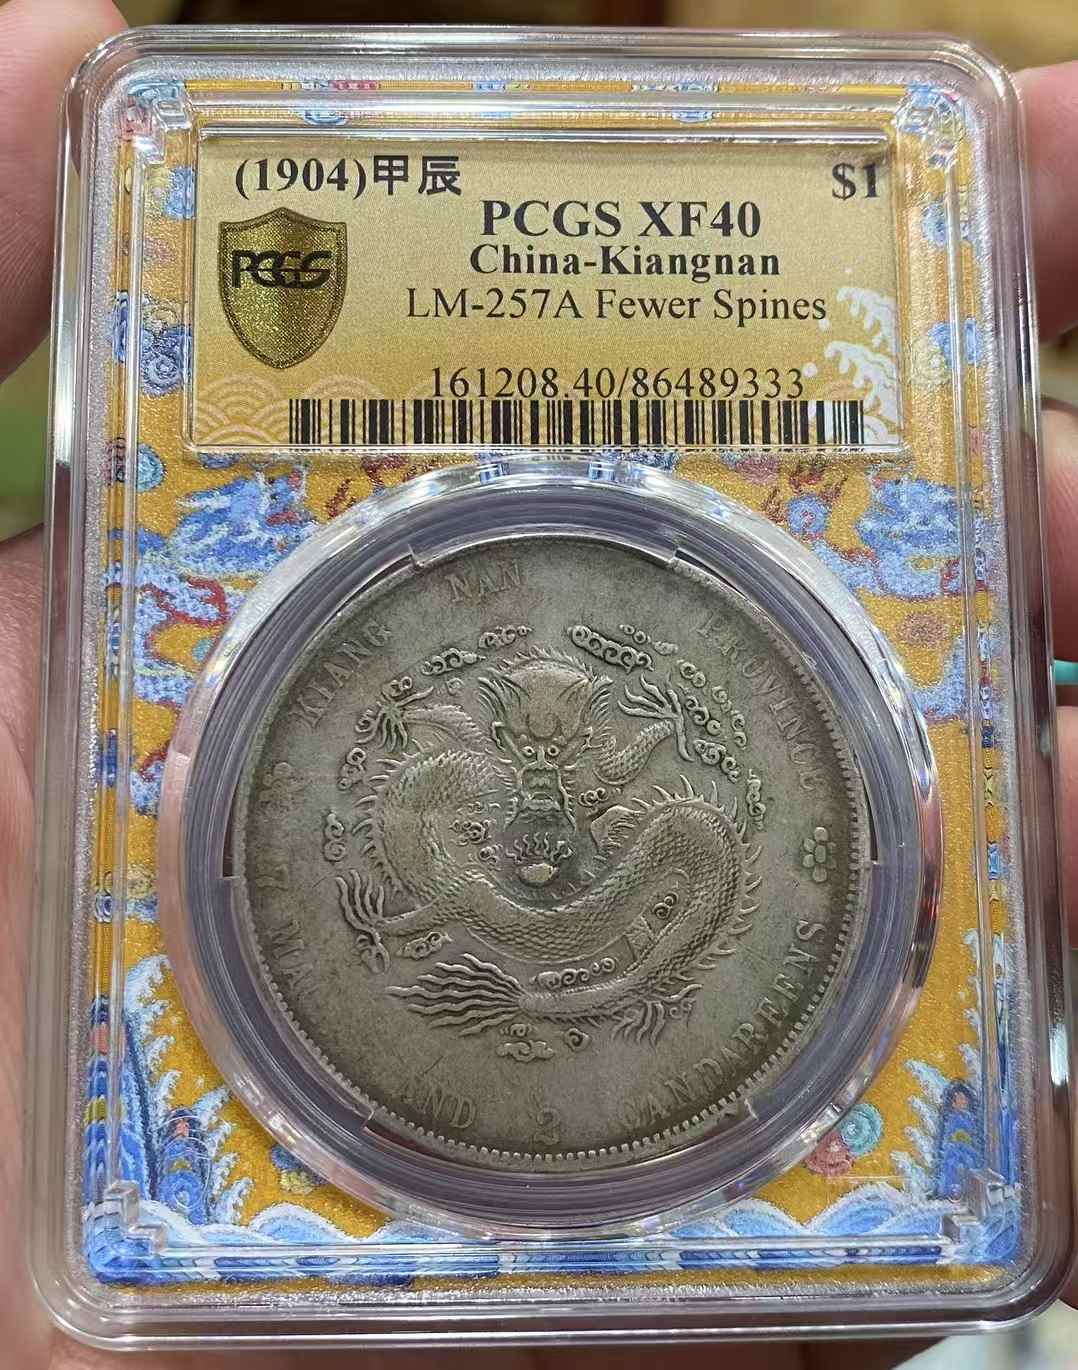 (1904)甲辰 $1
PCGS XF40
PCGS
China-Kiangnan
LM-257A Fewer Spines
161208.40/86489333
KIANG NAN PROVINCE
7 MA
AND 2 CANDAREENS